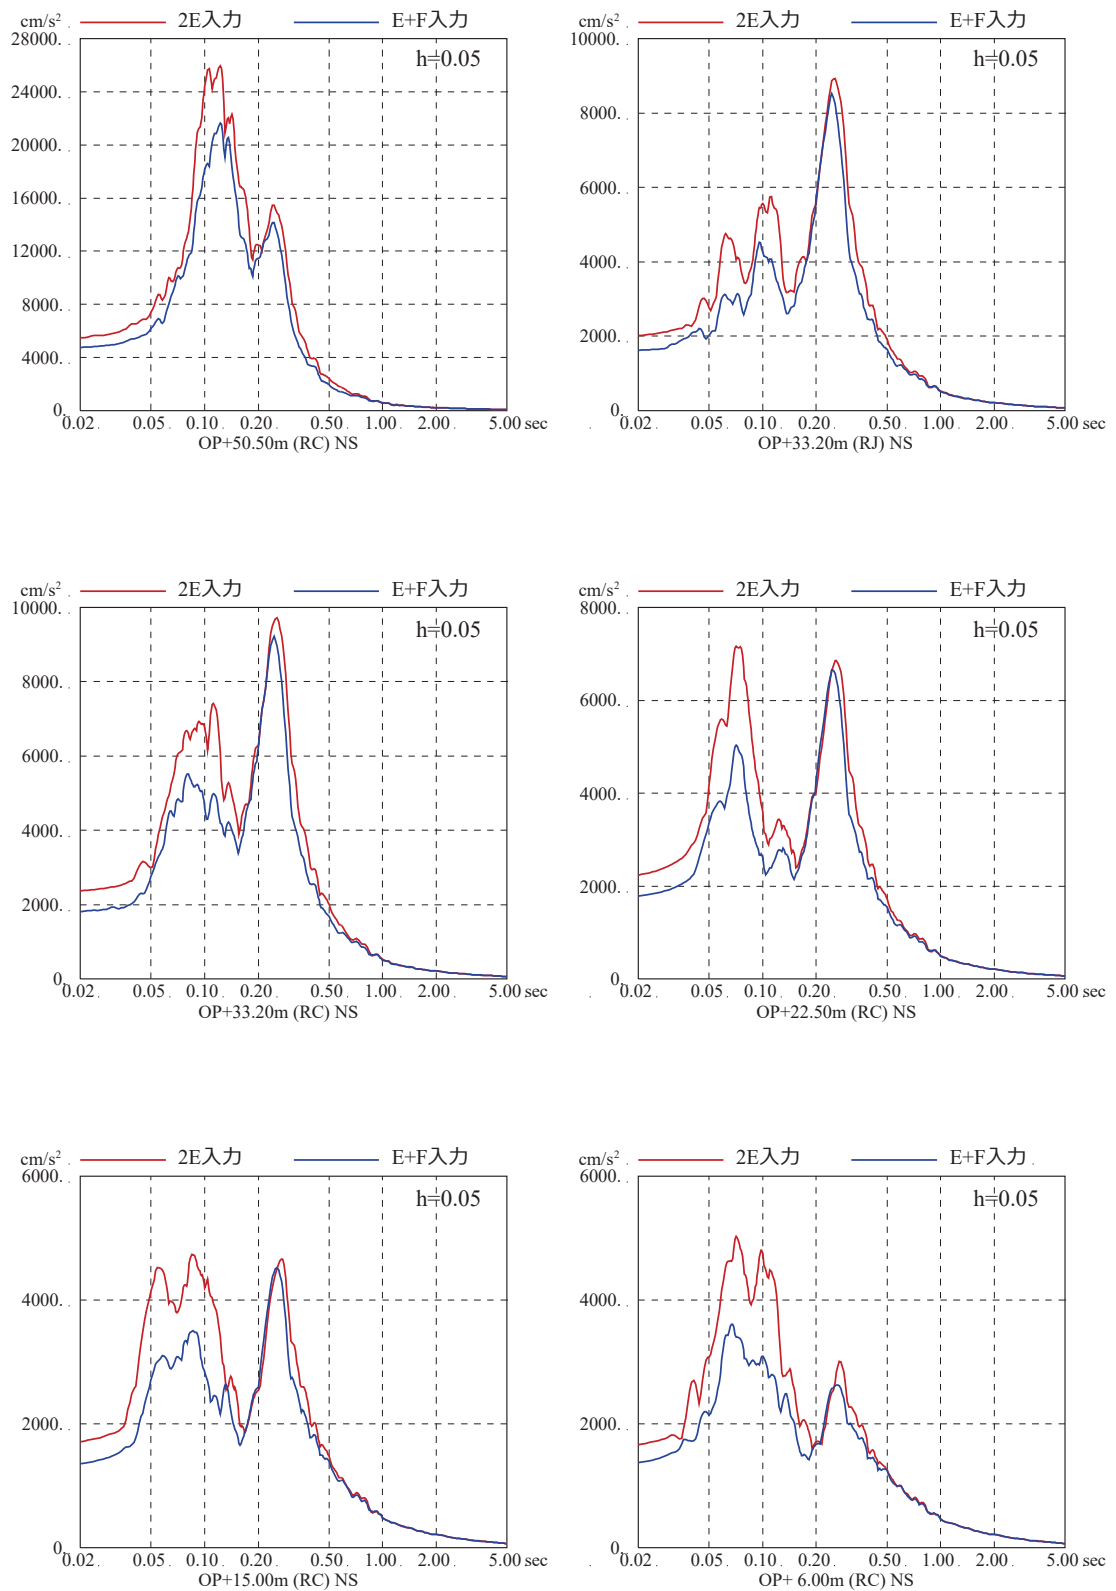 cm/s² 2E入力 E+F入力
28000.
h=0.05
24000.
20000.
16000.
12000.
8000.
4000.
0.
0.02 0.05 0.10 0.20 0.50 1.00 2.00 5.00 sec
OP+50.50m (RC) NS
cm/s² 2E入力 E+F入力
10000.
h=0.05
8000.
6000.
4000.
2000.
0.
0.02 0.05 0.10 0.20 0.50 1.00 2.00 5.00 sec
OP+33.20m (RJ) NS
cm/s² 2E入力 E+F入力
10000.
h=0.05
8000.
6000.
4000.
2000.
0.
0.02 0.05 0.10 0.20 0.50 1.00 2.00 5.00 sec
OP+33.20m (RC) NS
cm/s² 2E入力 E+F入力
8000.
h=0.05
6000.
4000.
2000.
0.
0.02 0.05 0.10 0.20 0.50 1.00 2.00 5.00 sec
OP+22.50m (RC) NS
cm/s² 2E入力 E+F入力
6000.
h=0.05
4000.
2000.
0.
0.02 0.05 0.10 0.20 0.50 1.00 2.00 5.00 sec
OP+15.00m (RC) NS
cm/s² 2E入力 E+F入力
6000.
h=0.05
4000.
2000.
0.
0.02 0.05 0.10 0.20 0.50 1.00 2.00 5.00 sec
OP+ 6.00m (RC) NS